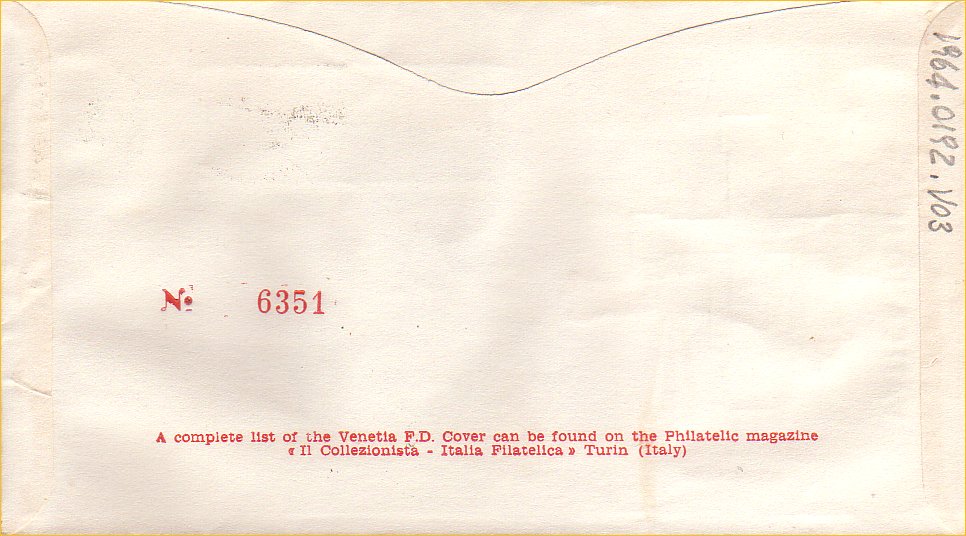 1964.0192.V03
Nº 6351
A complete list of the Venetia F.D. Cover can be found on the Philatelic magazine
« Il Collezionista - Italia Filatelica » Turin (Italy)